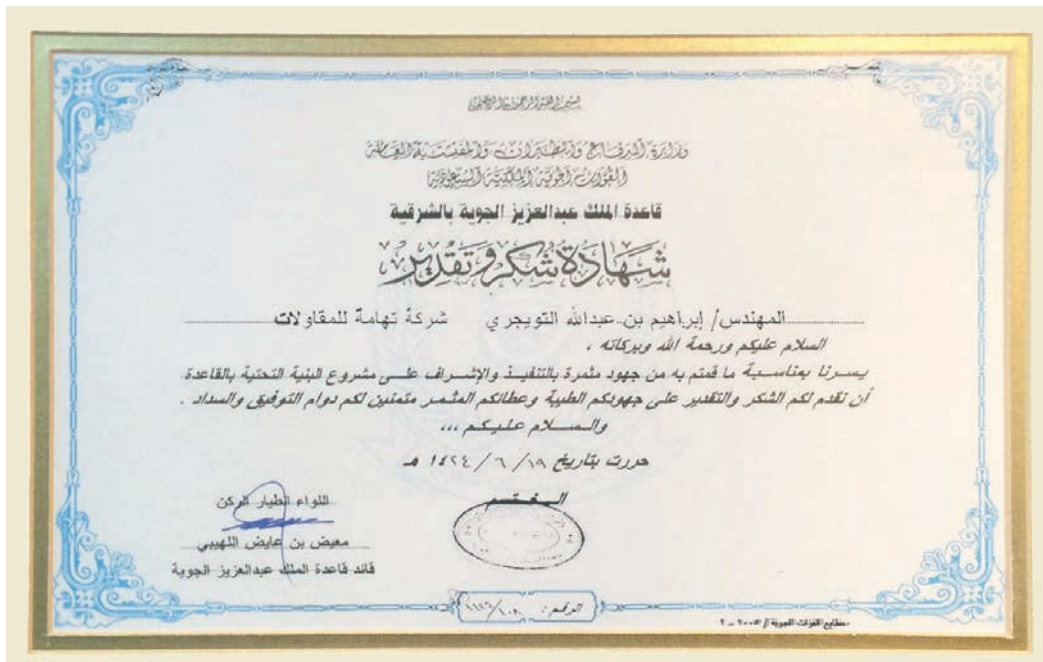 بسم الله الرحمن الرحيم
وزارة الدفاع والطيران والمفتشية العامة
القوات الجوية الملكية السعودية
قاعدة الملك عبدالعزيز الجوية بالشرقية
شهادة شكر وتقدير
المهندس/ إبراهيم بن عبدالله التويجري شركة تهامة للمقاولات
السلام عليكم ورحمة الله وبركاته ،
يسرنا بمناسبة ما قمتم به من جهود مثمرة بالتنفيذ والإشراف على مشروع البنية التحتية بالقاعدة
أن نقدم لكم الشكر والتقدير على جهودكم الطيبة وعطائكم المثمر متمنين لكم دوام التوفيق والسداد .
والسلام عليكم ,,,
حررت بتاريخ ١٩/ ٦ / ١٤٢٤ هـ
الختم
اللواء الطيار الركن
معيض بن عايض اللهيبي
قائد قاعدة الملك عبدالعزيز الجوية
الرقم :
مطابع القوات الجوية